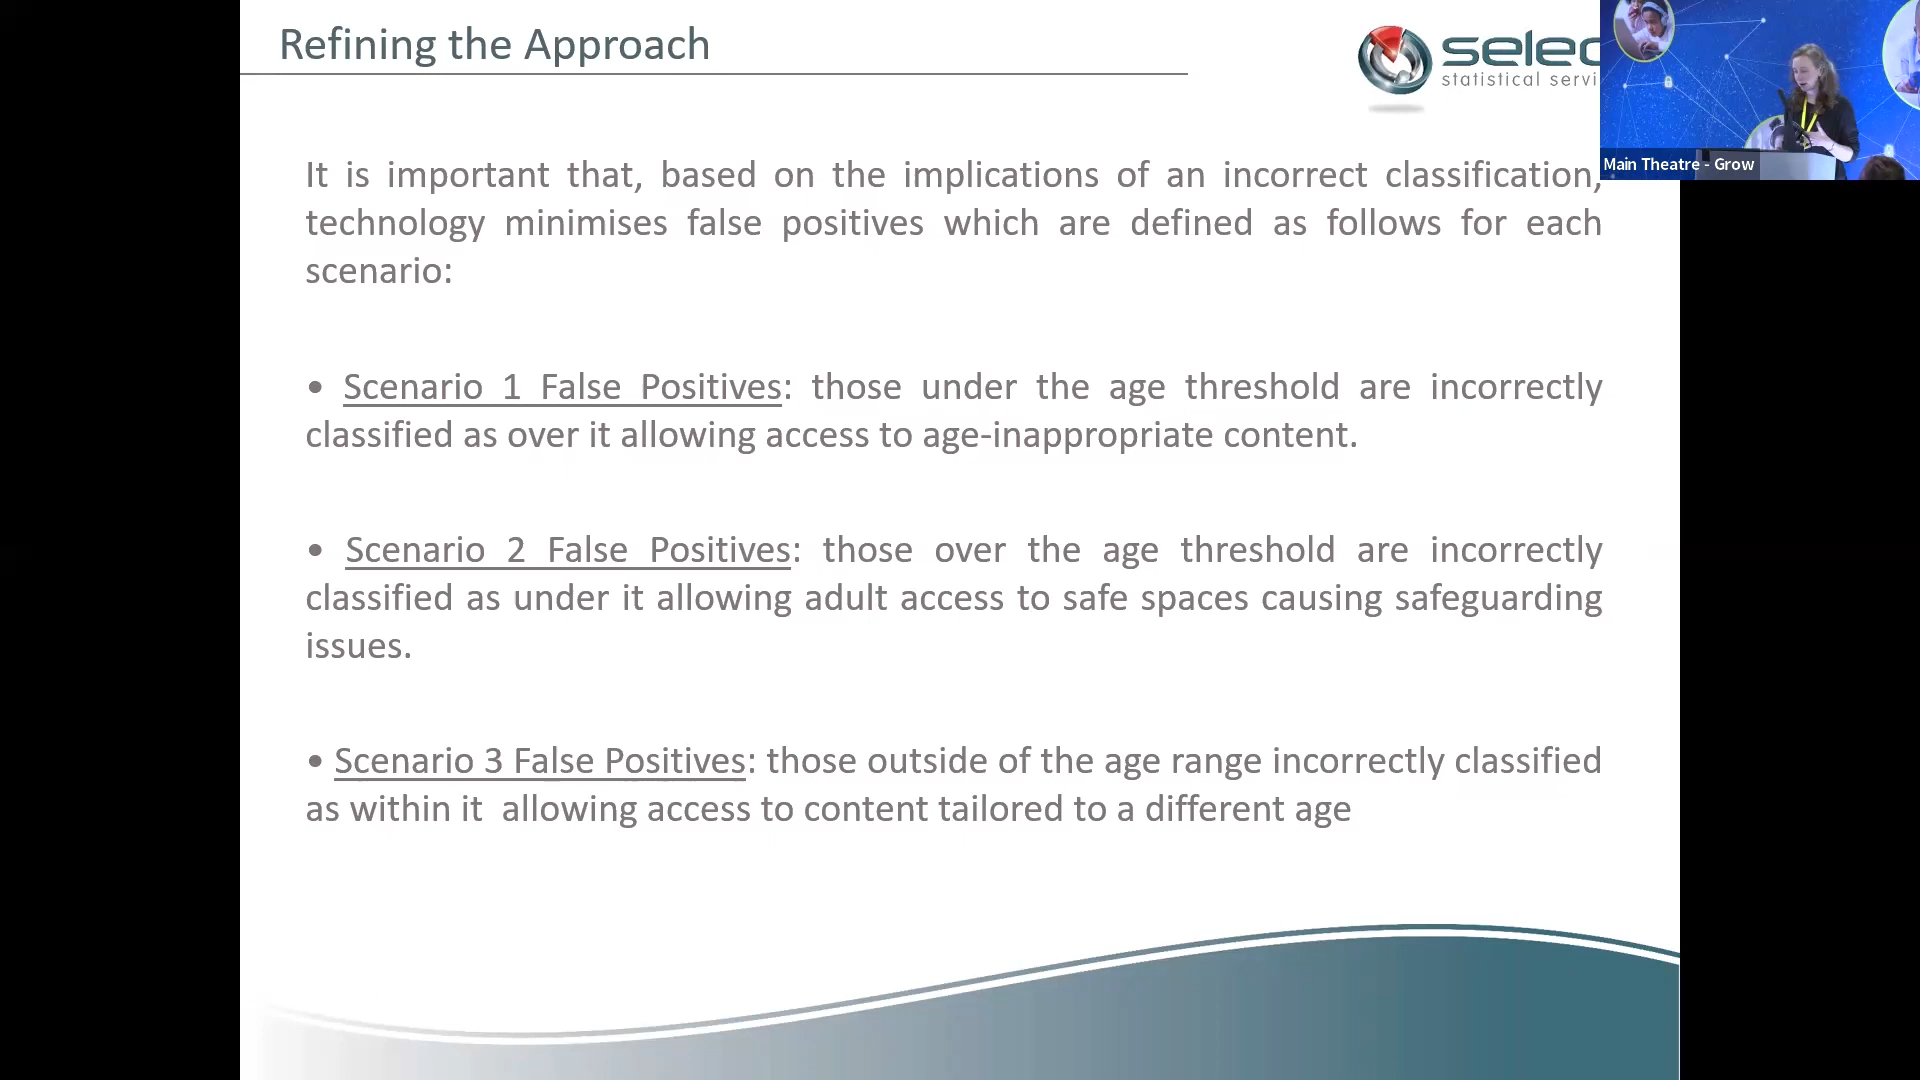 Refining the Approach
selec
statistical servi
Main Theatre - Grow
It is important that, based on the implications of an incorrect classification,
technology minimises false positives which are defined as follows for each
scenario:
• Scenario 1 False Positives: those under the age threshold are incorrectly
classified as over it allowing access to age-inappropriate content.
• Scenario 2 False Positives: those over the age threshold are incorrectly
classified as under it allowing adult access to safe spaces causing safeguarding
issues.
• Scenario 3 False Positives: those outside of the age range incorrectly classified
as within it  allowing access to content tailored to a different age